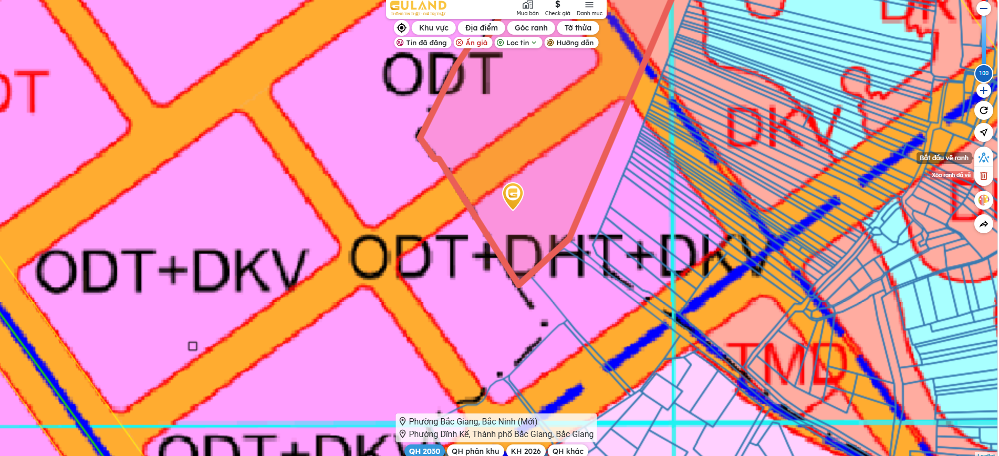 GULAND
THÔNG TIN THẬT - GIÁ TRỊ THẬT
Mua bán
$
Check giá
Danh mục
Khu vực
Địa điểm
Góc ranh
Tờ thửa
Tin đã đăng
Ẩn giá
Lọc tin
Hướng dẫn
ODT
DKV
100
Bắt đầu vẽ ranh
Xóa ranh đã vẽ
ODT+DKV
ODT+DHT+DKV
TMD
Phường Bắc Giang, Bắc Ninh (Mới)
Phường Dĩnh Kế, Thành phố Bắc Giang, Bắc Giang
QH 2030
QH phân khu
KH 2026
QH khác